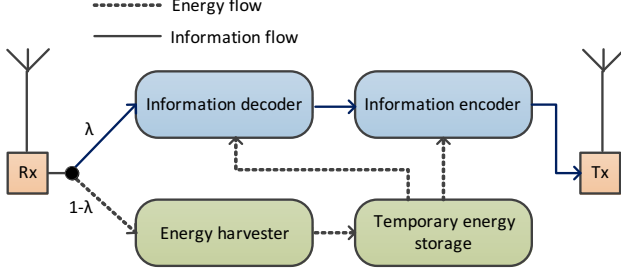 Energy flow
Information flow
Information decoder
Information encoder
λ
Rx
Tx
1-λ
Energy harvester
Temporary energy
storage